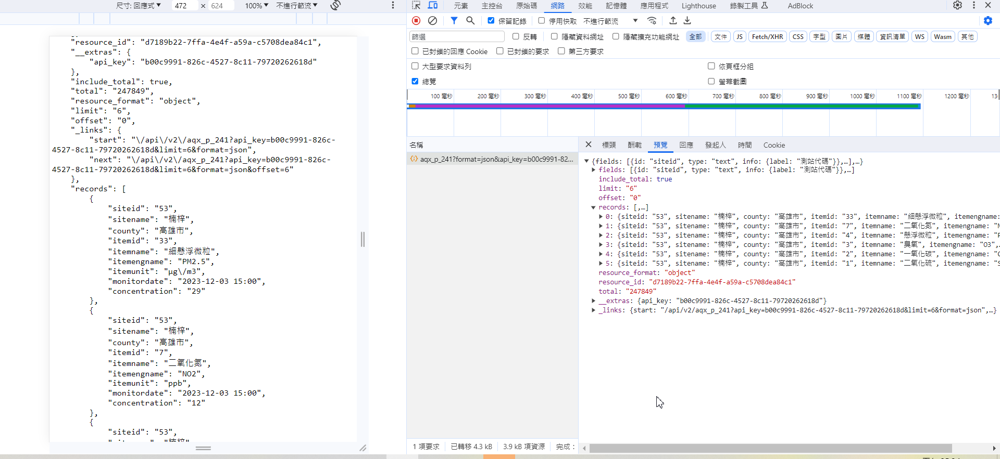 尺寸: 回應式 ▼ 472 × 624 100% ▼ 不進行節流 ▼
元素 主控台 原始碼 網路 效能 記憶體 應用程式 Lighthouse 錄製工具 AdBlock
保留記錄 停用快取 不進行節流 ▼
篩選 反轉 隱藏資料網址 隱藏擴充功能網址 全部 文件 JS Fetch/XHR CSS 字型 圖片 媒體 資訊清單 WS Wasm 其他
已封鎖的回應 Cookie 已封鎖的要求 第三方要求
大型要求資料列 依頁框分組
總覽 螢幕截圖
100 毫秒 200 毫秒 300 毫秒 400 毫秒 500 毫秒 600 毫秒 700 毫秒 800 毫秒 900 毫秒 1000 毫秒 1100 毫秒 1200 毫秒 13
"resource_id": "d7189b22-7ffa-4e4f-a59a-c5708dea84c1",
"__extras": {
"api_key": "b00c9991-826c-4527-8c11-79720262618d"
},
"include_total": true,
"total": "247849",
"resource_format": "object",
"limit": "6",
"offset": "0",
"_links": {
"start": "\/api\/v2\/aqx_p_241?api_key=b00c9991-826c-
4527-8c11-79720262618d&limit=6&format=json",
"next": "\/api\/v2\/aqx_p_241?api_key=b00c9991-826c-
4527-8c11-79720262618d&limit=6&format=json&offset=6"
},
"records": [
{
"siteid": "53",
"sitename": "楠梓",
"county": "高雄市",
"itemid": "33",
"itemname": "細懸浮微粒",
"itemengname": "PM2.5",
"itemunit": "μg\/m3",
"monitordate": "2023-12-03 15:00",
"concentration": "29"
},
{
"siteid": "53",
"sitename": "楠梓",
"county": "高雄市",
"itemid": "7",
"itemname": "二氧化氮",
"itemengname": "NO2",
"itemunit": "ppb",
"monitordate": "2023-12-03 15:00",
"concentration": "12"
},
{
"siteid": "53",
名稱
aqx_p_241?format=json&api_key=b00c9991-82...
1 項要求 已轉移 4.3 kB 3.9 kB 項資源 完成：
標頭 酬載 預覽 回應 發起人 時間 Cookie
{fields: [{id: "siteid", type: "text", info: {label: "測站代碼"}},…],…}
fields: [{id: "siteid", type: "text", info: {label: "測站代碼"}},…]
include_total: true
limit: "6"
offset: "0"
records: [,…]
0: {siteid: "53", sitename: "楠梓", county: "高雄市", itemid: "33", itemname: "細懸浮微粒", itemengname:
1: {siteid: "53", sitename: "楠梓", county: "高雄市", itemid: "7", itemname: "二氧化氮", itemengname: "N
2: {siteid: "53", sitename: "楠梓", county: "高雄市", itemid: "4", itemname: "懸浮微粒", itemengname: "P
3: {siteid: "53", sitename: "楠梓", county: "高雄市", itemid: "3", itemname: "臭氧", itemengname: "O3",…
4: {siteid: "53", sitename: "楠梓", county: "高雄市", itemid: "2", itemname: "一氧化碳", itemengname: "C
5: {siteid: "53", sitename: "楠梓", county: "高雄市", itemid: "1", itemname: "二氧化硫", itemengname: "S
resource_format: "object"
resource_id: "d7189b22-7ffa-4e4f-a59a-c5708dea84c1"
total: "247849"
__extras: {api_key: "b00c9991-826c-4527-8c11-79720262618d"}
_links: {start: "/api/v2/aqx_p_241?api_key=b00c9991-826c-4527-8c11-79720262618d&limit=6&format=json",…}